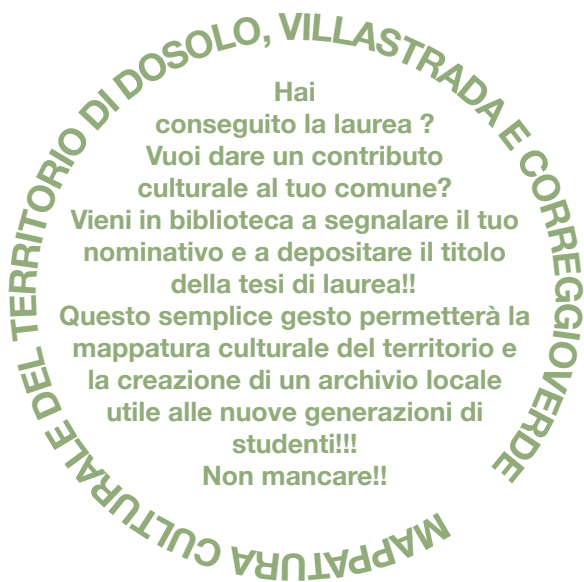 MAPPATURA CULTURALE DEL TERRITORIO DI DOSOLO, VILLASTRADA E CORREGGIOVERDE
Hai
conseguito la laurea ?
Vuoi dare un contributo
culturale al tuo comune?
Vieni in biblioteca a segnalare il tuo
nominativo e a depositare il titolo
della tesi di laurea!!
Questo semplice gesto permetterà la
mappatura culturale del territorio e
la creazione di un archivio locale
utile alle nuove generazioni di
studenti!!!
Non mancare!!